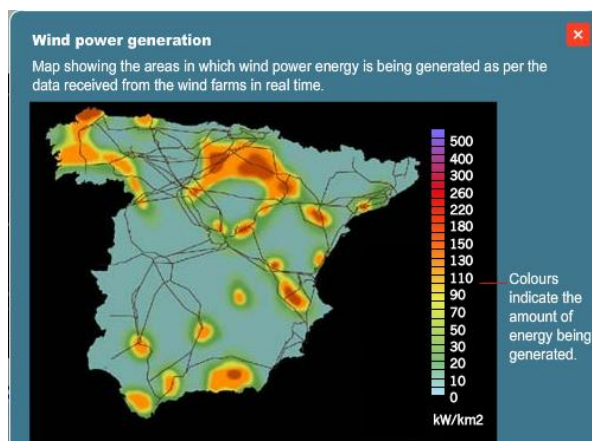 Wind power generation
Map showing the areas in which wind power energy is being generated as per the
data received from the wind farms in real time.
500
400
300
260
220
180
150
130
110
90
70
50
30
20
10
0
kW/km2
Colours
indicate the
amount of
energy being
generated.